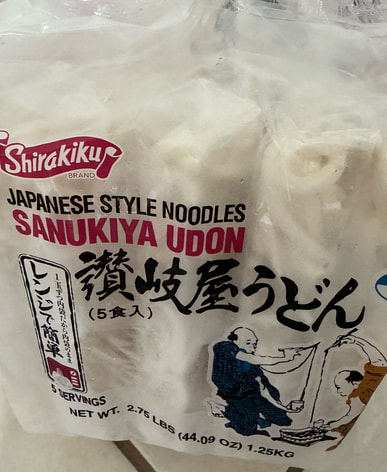 Shirakiku
BRAND
JAPANESE STYLE NOODLES
SANUKIYA UDON
讃岐屋うどん
(5食入)
レンジで簡単
5 SERVINGS
NET WT. 2.75 LBS (44.09 OZ) 1.25KG